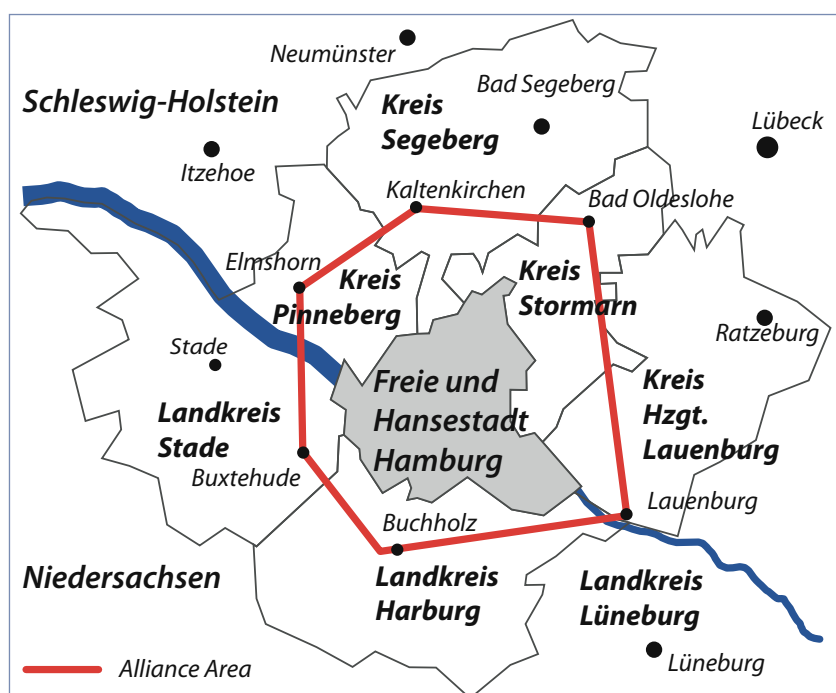 Neumünster
Schleswig-Holstein
Kreis
Segeberg
Bad Segeberg
Lübeck
Itzehoe
Kaltenkirchen
Bad Oldeslohe
Elmshorn
Kreis
Pinneberg
Kreis
Stormarn
Ratzeburg
Stade
Freie und
Hansestadt
Hamburg
Kreis
Hzgt.
Lauenburg
Landkreis
Stade
Buxtehude
Lauenburg
Buchholz
Niedersachsen
Landkreis
Harburg
Landkreis
Lüneburg
Lüneburg
Alliance Area